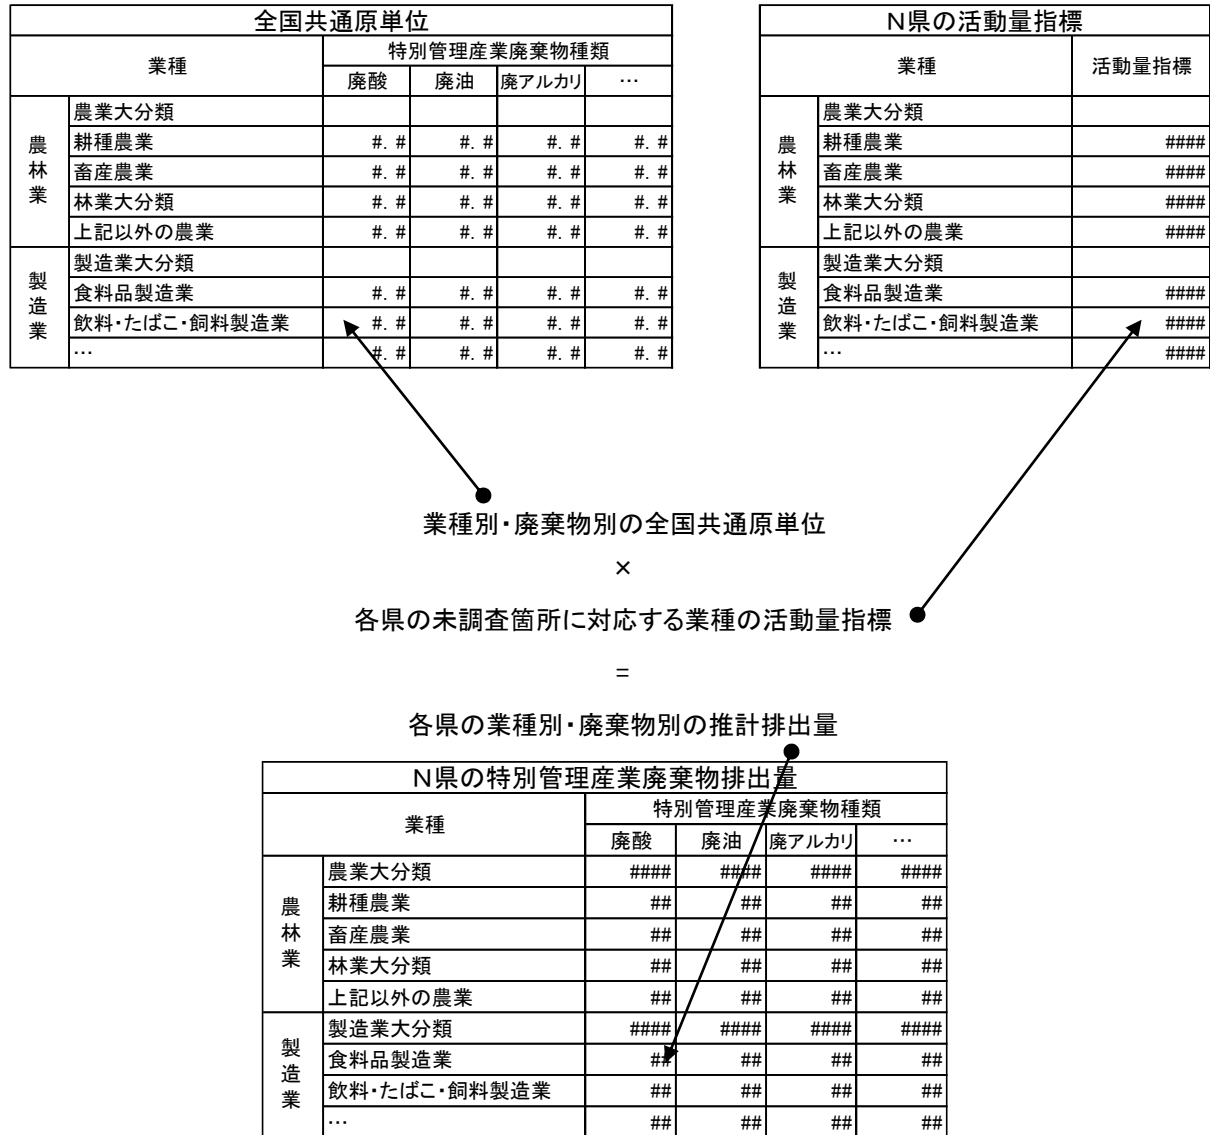 全国共通原単位
業種 特別管理産業廃棄物種類
廃酸 廃油 廃アルカリ …
農林業
農業大分類
耕種農業 #.# #.# #.# #.#
畜産農業 #.# #.# #.# #.#
林業大分類 #.# #.# #.# #.#
上記以外の農業 #.# #.# #.# #.#
製造業
製造業大分類
食料品製造業 #.# #.# #.# #.#
飲料・たばこ・飼料製造業 #.# #.# #.# #.#
… #.# #.# #.# #.#
N県の活動量指標
業種 活動量指標
農林業
農業大分類
耕種農業 ####
畜産農業 ####
林業大分類 ####
上記以外の農業 ####
製造業
製造業大分類
食料品製造業 ####
飲料・たばこ・飼料製造業 ####
… ####
業種別・廃棄物別の全国共通原単位
×
各県の未調査箇所に対応する業種の活動量指標
=
各県の業種別・廃棄物別の推計排出量
N県の特別管理産業廃棄物排出量
業種 特別管理産業廃棄物種類
廃酸 廃油 廃アルカリ …
農林業
農業大分類 #### #### #### ####
耕種農業 ## ## ## ##
畜産農業 ## ## ## ##
林業大分類 ## ## ## ##
上記以外の農業 ## ## ## ##
製造業
製造業大分類 #### #### #### ####
食料品製造業 ## ## ## ##
飲料・たばこ・飼料製造業 ## ## ## ##
… ## ## ## ##